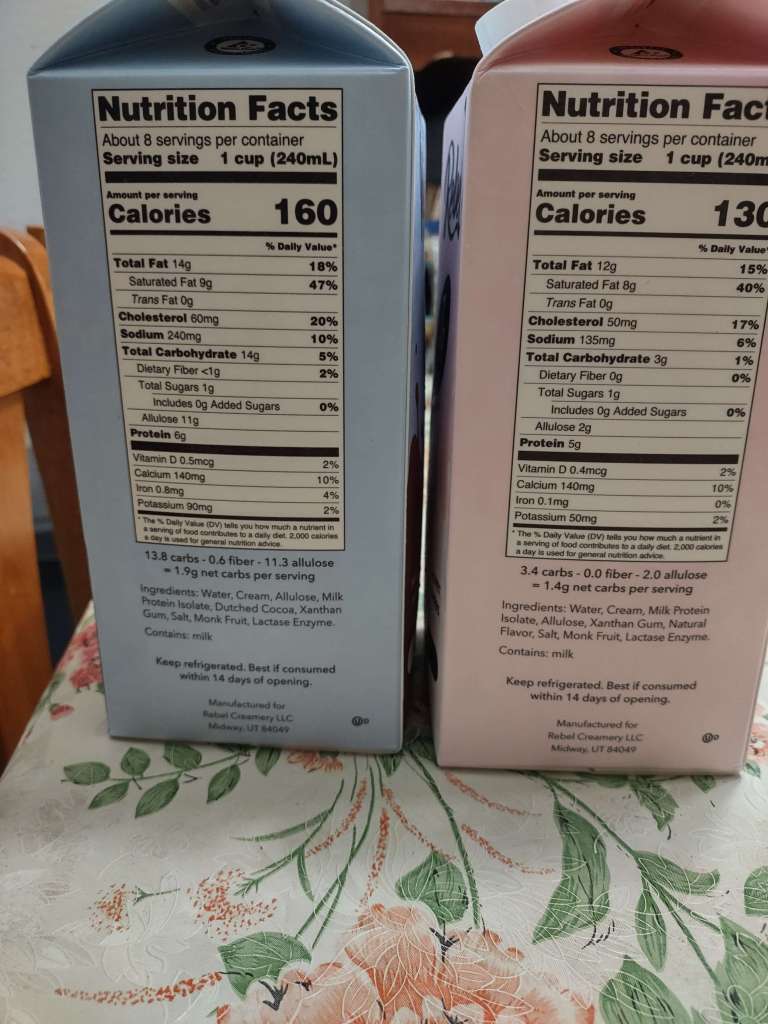 Nutrition Facts
About 8 servings per container
Serving size 1 cup (240mL)
Amount per serving
Calories 160
% Daily Value*
Total Fat 14g 18%
Saturated Fat 9g 47%
Trans Fat 0g
Cholesterol 60mg 20%
Sodium 240mg 10%
Total Carbohydrate 14g 5%
Dietary Fiber <1g 2%
Total Sugars 1g
Includes 0g Added Sugars 0%
Allulose 11g
Protein 6g
Vitamin D 0.5mcg 2%
Calcium 140mg 10%
Iron 0.8mg 4%
Potassium 90mg 2%
* The % Daily Value (DV) tells you how much a nutrient in
a serving of food contributes to a daily diet. 2,000 calories
a day is used for general nutrition advice.
13.8 carbs - 0.6 fiber - 11.3 allulose
= 1.9g net carbs per serving
Ingredients: Water, Cream, Allulose, Milk
Protein Isolate, Dutched Cocoa, Xanthan
Gum, Salt, Monk Fruit, Lactase Enzyme.
Contains: milk
Keep refrigerated. Best if consumed
within 14 days of opening.
Manufactured for
Rebel Creamery LLC
Midway, UT 84049
Nutrition Fact
About 8 servings per container
Serving size 1 cup (240m
Amount per serving
Calories 130
% Daily Value*
Total Fat 12g 15%
Saturated Fat 8g 40%
Trans Fat 0g
Cholesterol 50mg 17%
Sodium 135mg 6%
Total Carbohydrate 3g 1%
Dietary Fiber 0g 0%
Total Sugars 1g
Includes 0g Added Sugars 0%
Allulose 2g
Protein 5g
Vitamin D 0.4mcg 2%
Calcium 140mg 10%
Iron 0.1mg 0%
Potassium 50mg 2%
* The % Daily Value (DV) tells you how much a nutrient in
a serving of food contributes to a daily diet. 2,000 calories
a day is used for general nutrition advice.
3.4 carbs - 0.0 fiber - 2.0 allulose
= 1.4g net carbs per serving
Ingredients: Water, Cream, Milk Protein
Isolate, Allulose, Xanthan Gum, Natural
Flavor, Salt, Monk Fruit, Lactase Enzyme.
Contains: milk
Keep refrigerated. Best if consumed
within 14 days of opening.
Manufactured for
Rebel Creamery LLC
Midway, UT 84049